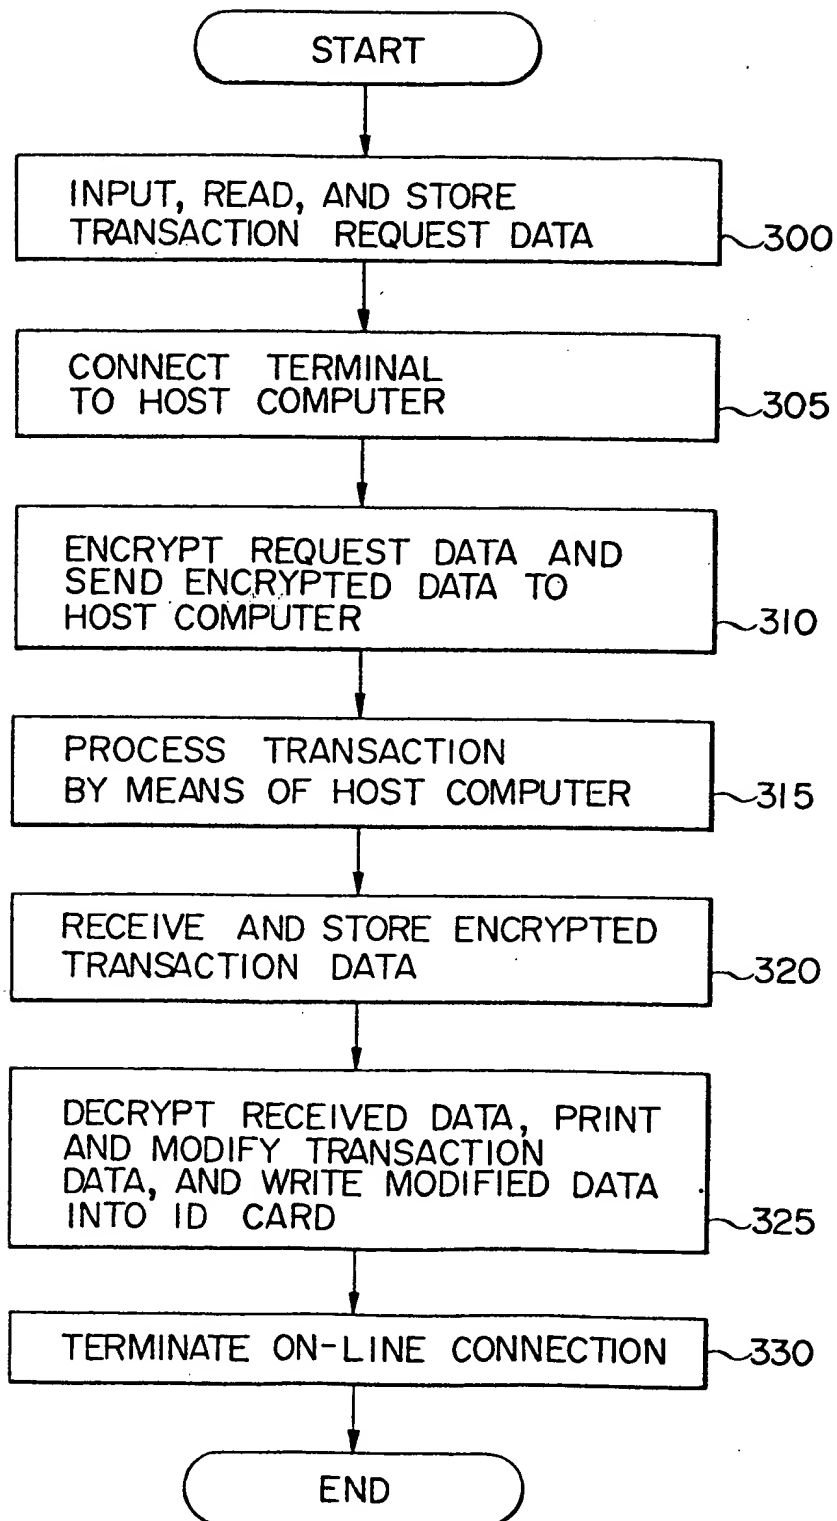 START
INPUT, READ, AND STORE
TRANSACTION REQUEST DATA
300
CONNECT TERMINAL
TO HOST COMPUTER
305
ENCRYPT REQUEST DATA AND
SEND ENCRYPTED DATA TO
HOST COMPUTER
310
PROCESS TRANSACTION
BY MEANS OF HOST COMPUTER
315
RECEIVE AND STORE ENCRYPTED
TRANSACTION DATA
320
DECRYPT RECEIVED DATA, PRINT
AND MODIFY TRANSACTION
DATA, AND WRITE MODIFIED DATA
INTO ID CARD
325
TERMINATE ON-LINE CONNECTION
330
END